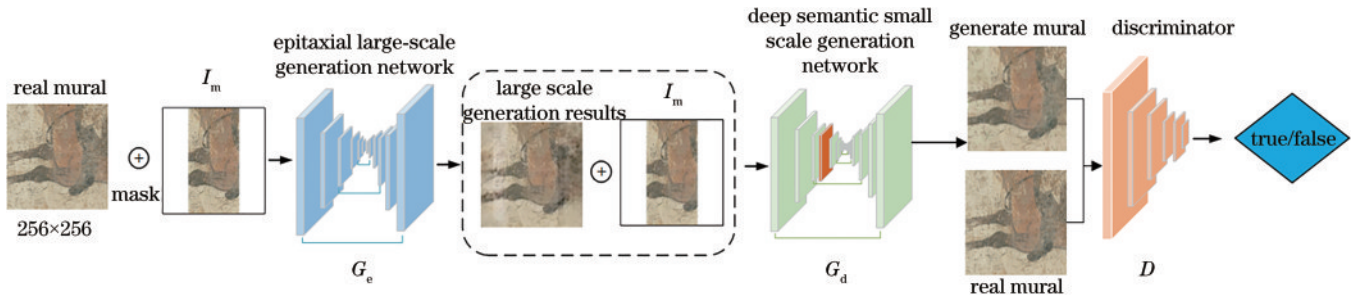 real mural
256×256
mask
I_m
epitaxial large-scale
generation network
G_e
large scale
generation results
I_m
deep semantic small
scale generation
network
G_d
generate mural
real mural
discriminator
D
true/false